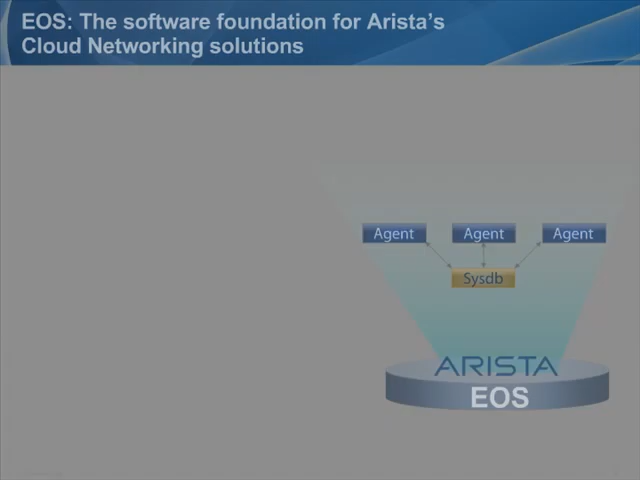 EOS: The software foundation for Arista’s
Cloud Networking solutions
Agent Agent Agent
Sysdb
ARISTA
EOS